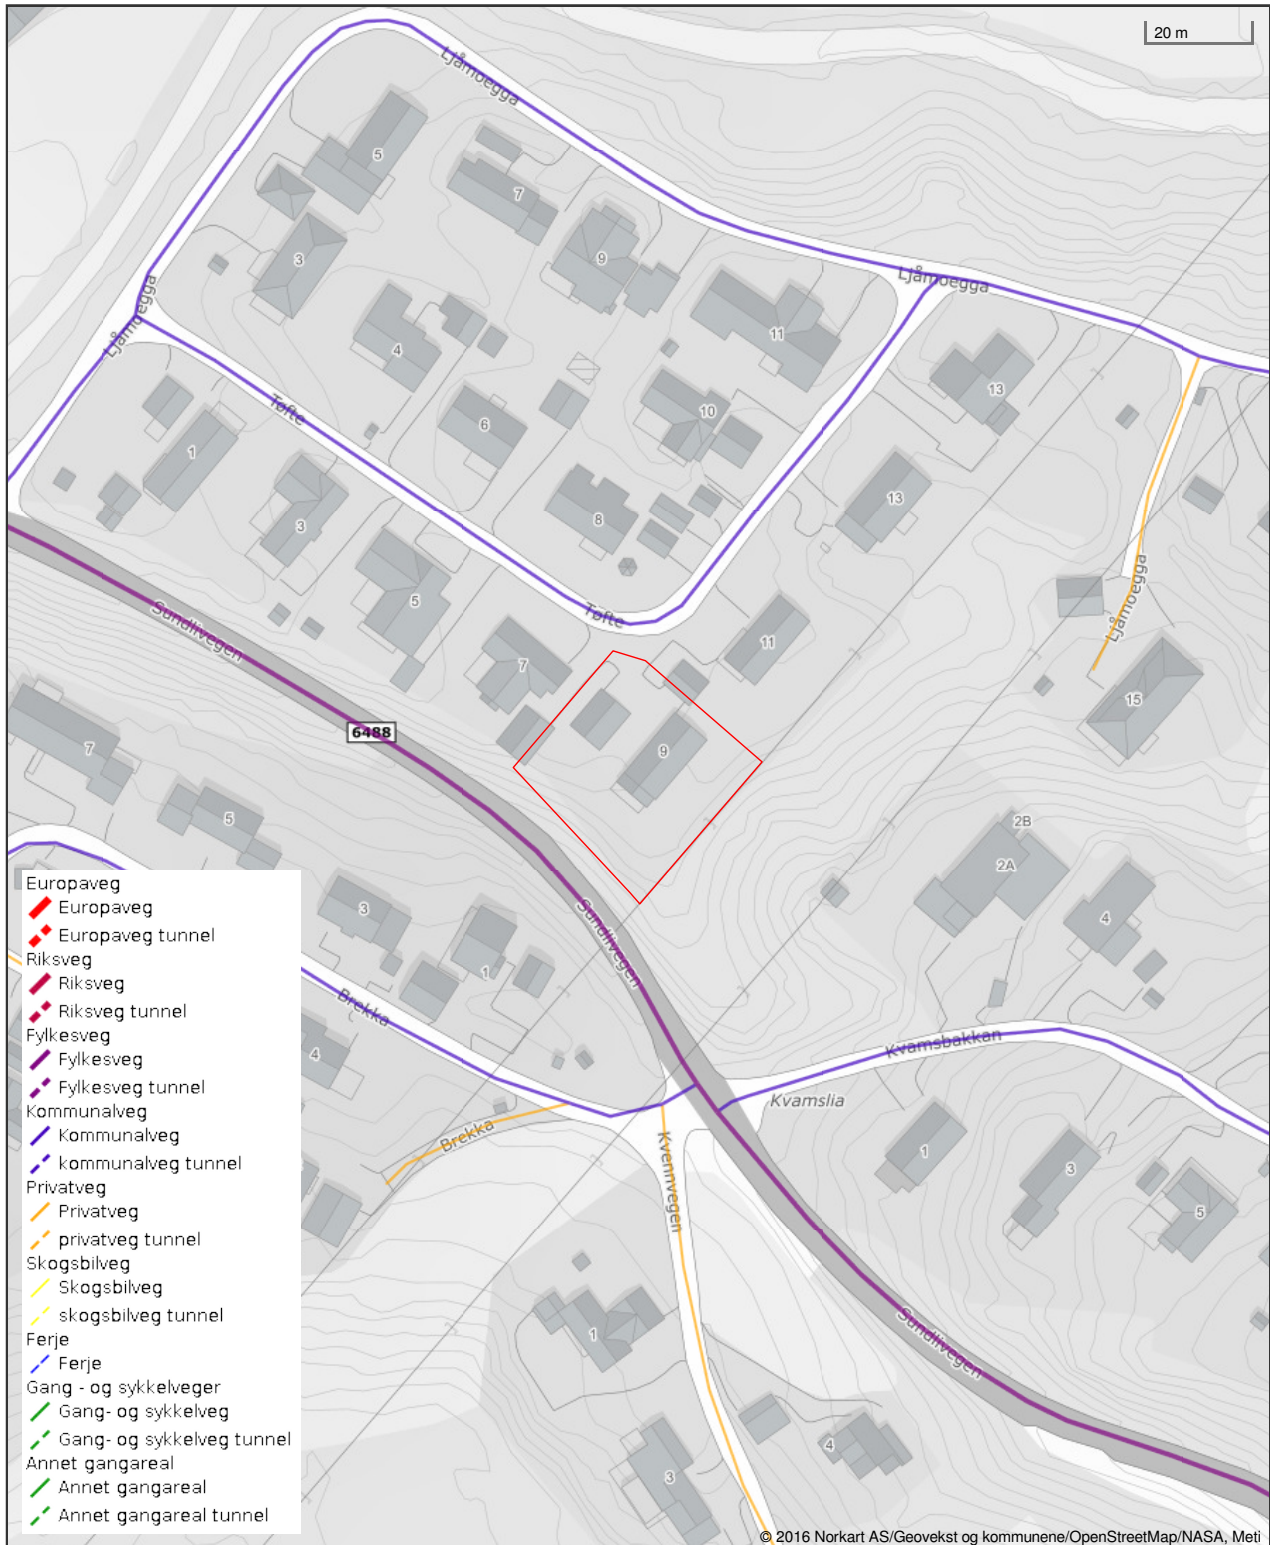 20 m
Ljåmoegga
5
7
3
9
Ljåmoegga
Ljåmoegga
4
11
13
Tøfte
6
10
1
13
3
8
5
Tøfte
Ljåmoegga
Sundlivegen
11
7
15
6488
9
7
5
2B
2A
3
4
Sundlivegen
1
Brekka
4
Kvamsbakkan
Kvamslia
Brekka
Kvennvegen
1
3
5
1
Sundlivegen
3
4
Europaveg
Europaveg
Europaveg tunnel
Riksveg
Riksveg
Riksveg tunnel
Fylkesveg
Fylkesveg
Fylkesveg tunnel
Kommunalveg
Kommunalveg
kommunalveg tunnel
Privatveg
Privatveg
privatveg tunnel
Skogsbilveg
Skogsbilveg
skogsbilveg tunnel
Ferje
Ferje
Gang - og sykkelveger
Gang- og sykkelveg
Gang- og sykkelveg tunnel
Annet gangareal
Annet gangareal
Annet gangareal tunnel
© 2016 Norkart AS/Geovekst og kommunene/OpenStreetMap/NASA, Meti